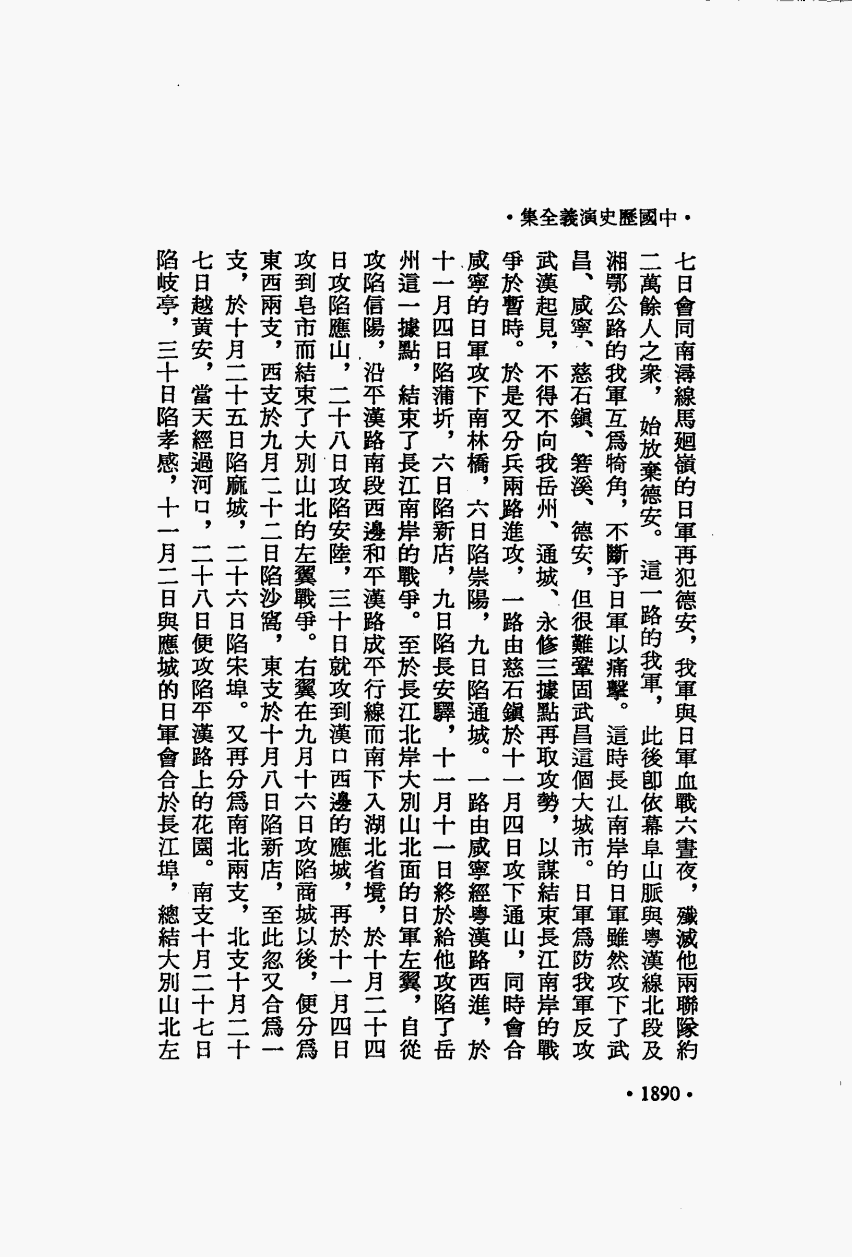 ·中國歷史演義全集·
七日會同南潯線馬廻嶺的日軍再犯德安，我軍與日軍血戰六晝夜，殲滅他兩聯隊約
二萬餘人之衆，始放棄德安。這一路的我軍，此後卽依幕阜山脈與粵漢線北段及
湘鄂公路的我軍互爲犄角，不斷予日軍以痛擊。這時長江南岸的日軍雖然攻下了武
昌、咸寧、慈石鎭、箬溪、德安，但很難鞏固武昌這個大城市。日軍爲防我軍反攻
武漢起見，不得不向我岳州、通城、永修三據點再取攻勢，以謀結束長江南岸的戰
爭於暫時。於是又分兵兩路進攻，一路由慈石鎭於十一月四日攻下通山，同時會合
咸寧的日軍攻下南林橋，六日陷崇陽，九日陷通城。一路由咸寧經粵漢路西進，於
十一月四日陷蒲圻，六日陷新店，九日陷長安驛，十一月十一日終於給他攻陷了岳
州這一據點，結束了長江南岸的戰爭。至於長江北岸大別山北面的日軍左翼，自從
攻陷信陽，沿平漢路南段西邊和平漢路成平行線而南下入湖北省境，於十月二十四
日攻陷應山，二十八日攻陷安陸，三十日就攻到漢口西邊的應城，再於十一月四日
攻到皂市而結束了大別山北的左翼戰爭。右翼在九月十六日攻陷商城以後，便分爲
東西兩支，西支於九月二十二日陷沙窩，東支於十月八日陷新店，至此忽又合爲一
支，於十月二十五日陷麻城，二十六日陷宋埠。又再分爲南北兩支，北支十月二十
七日越黃安，當天經過河口，二十八日便攻陷平漢路上的花園。南支十月二十七日
陷岐亭，三十日陷孝感，十一月二日與應城的日軍會合於長江埠，總結大別山北左
·1890·